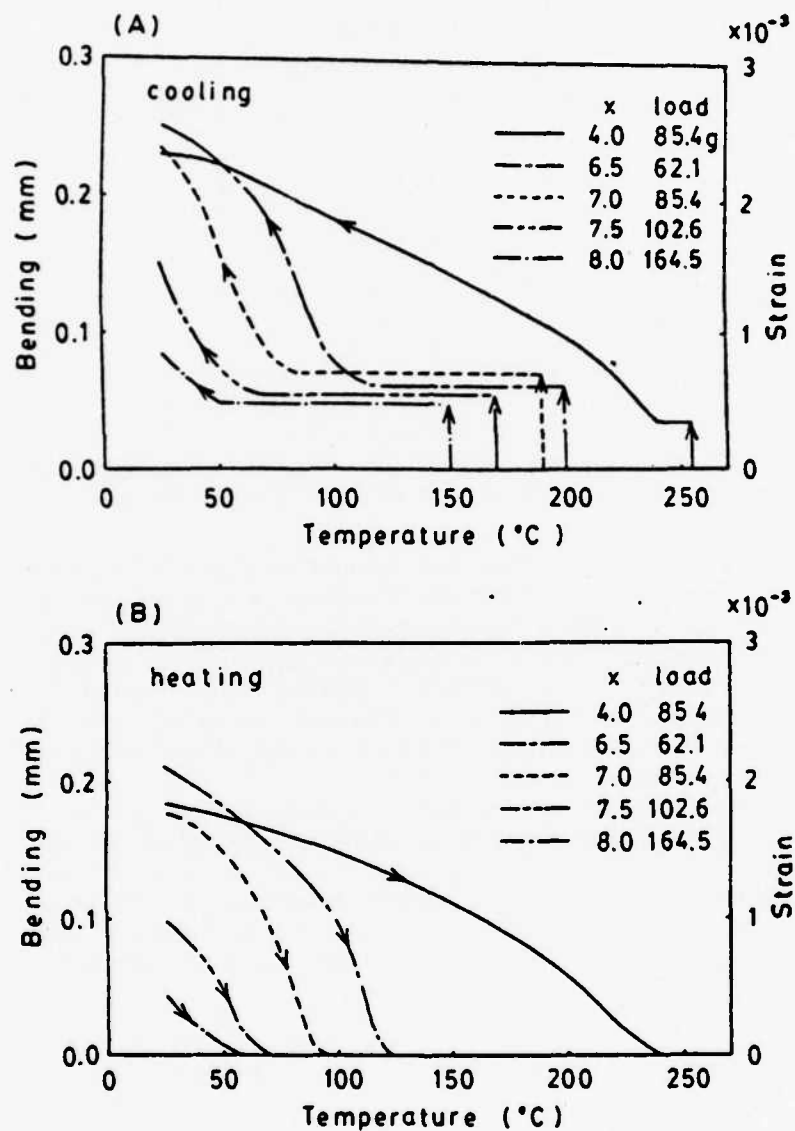 (A)
x10⁻³
0.3
3
cooling
x load
4.0 85.4g
6.5 62.1
7.0 85.4
7.5 102.6
8.0 164.5
0.2
2
0.1
1
0.0
0
Bending (mm)
Strain
0 50 100 150 200 250
Temperature (°C)
(B)
x10⁻³
0.3
3
heating
x load
4.0 85 4
6.5 62.1
7.0 85.4
7.5 102.6
8.0 164.5
0.2
2
0.1
1
0.0
0
Bending (mm)
Strain
0 50 100 150 200 250
Temperature (°C)